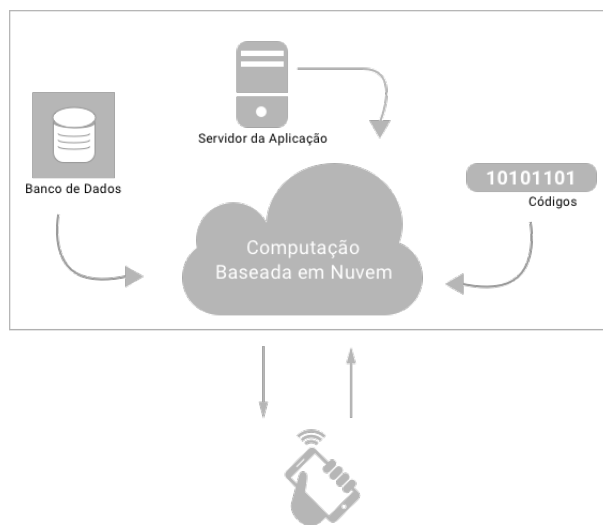 Servidor da Aplicação
Banco de Dados
10101101
Códigos
Computação
Baseada em Nuvem